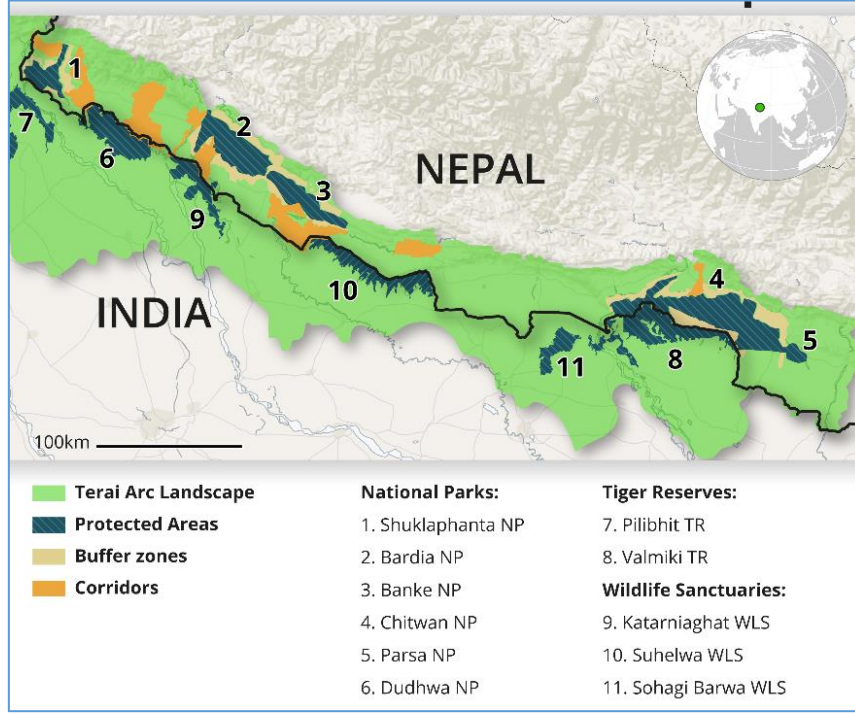 1
7
2
6
NEPAL
3
9
4
10
INDIA
5
11
8
100km
Terai Arc Landscape
Protected Areas
Buffer zones
Corridors
National Parks:
1. Shuklaphanta NP
2. Bardia NP
3. Banke NP
4. Chitwan NP
5. Parsa NP
6. Dudhwa NP
Tiger Reserves:
7. Pilibhit TR
8. Valmiki TR
Wildlife Sanctuaries:
9. Katarniaghat WLS
10. Suhelwa WLS
11. Sohagi Barwa WLS